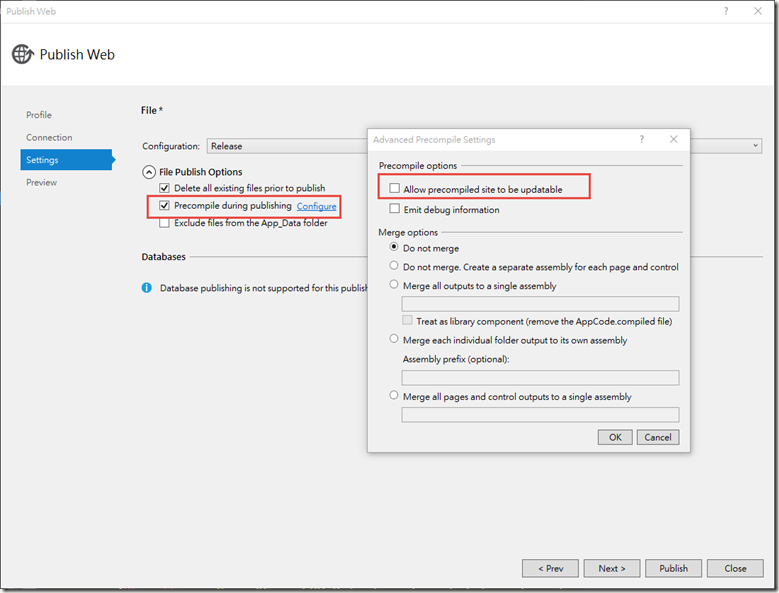 Publish Web
Publish Web
Profile
Connection
Settings
Preview
File *
Configuration: Release
File Publish Options
Delete all existing files prior to publish
Precompile during publishing Configure
Exclude files from the App_Data folder
Databases
Database publishing is not supported for this publish
Advanced Precompile Settings
Precompile options
Allow precompiled site to be updatable
Emit debug information
Merge options
Do not merge
Do not merge. Create a separate assembly for each page and control
Merge all outputs to a single assembly
Treat as library component (remove the AppCode.compiled file)
Merge each individual folder output to its own assembly
Assembly prefix (optional):
Merge all pages and control outputs to a single assembly
OK Cancel
< Prev Next > Publish Close